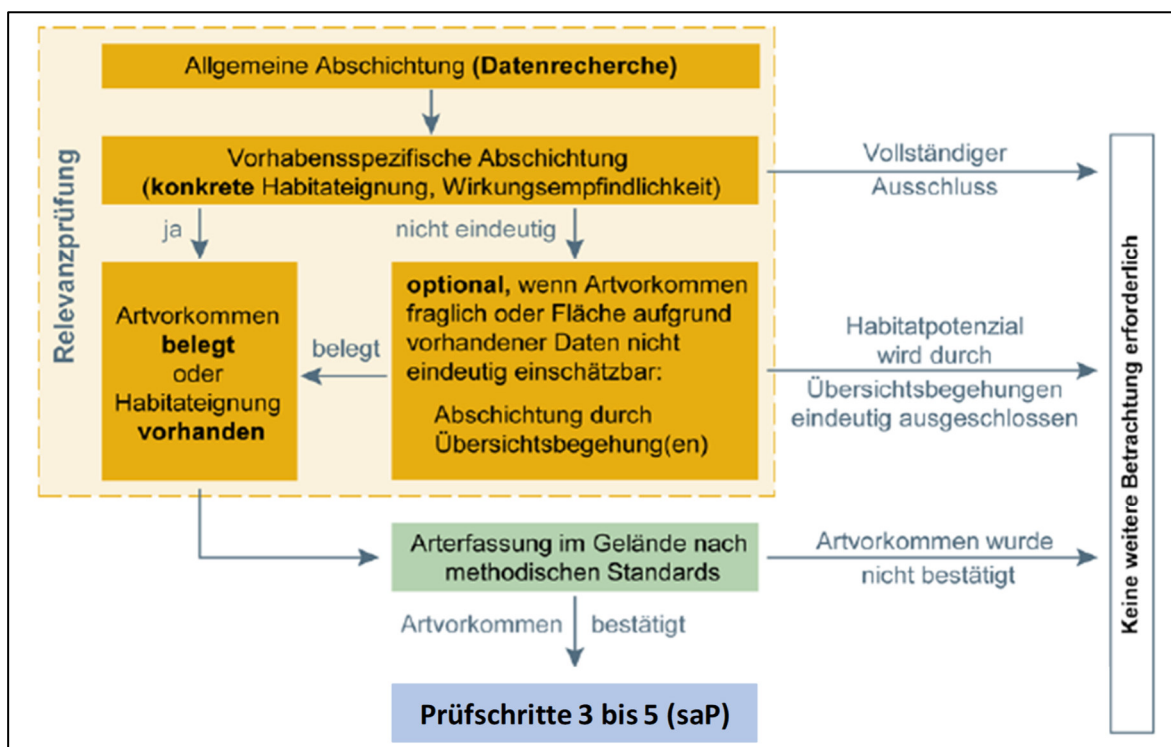 Relevanzprüfung
Allgemeine Abschichtung (Datenrecherche)
Vorhabensspezifische Abschichtung
(konkrete Habitateignung, Wirkungsempfindlichkeit)
Vollständiger
Ausschluss
ja
nicht eindeutig
Artvorkommen
belegt
oder
Habitateignung
vorhanden
belegt
optional, wenn Artvorkommen
fraglich oder Fläche aufgrund
vorhandener Daten nicht
eindeutig einschätzbar:
Abschichtung durch
Übersichtsbegehung(en)
Habitatpotenzial
wird durch
Übersichtsbegehungen
eindeutig ausgeschlossen
Arterfassung im Gelände nach
methodischen Standards
Artvorkommen wurde
nicht bestätigt
Artvorkommen bestätigt
Prüfschritte 3 bis 5 (saP)
Keine weitere Betrachtung erforderlich